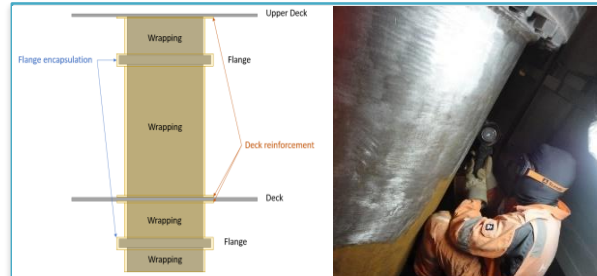 Upper Deck
Wrapping
Flange encapsulation
Flange
Wrapping
Deck reinforcement
Deck
Wrapping
Flange
Wrapping